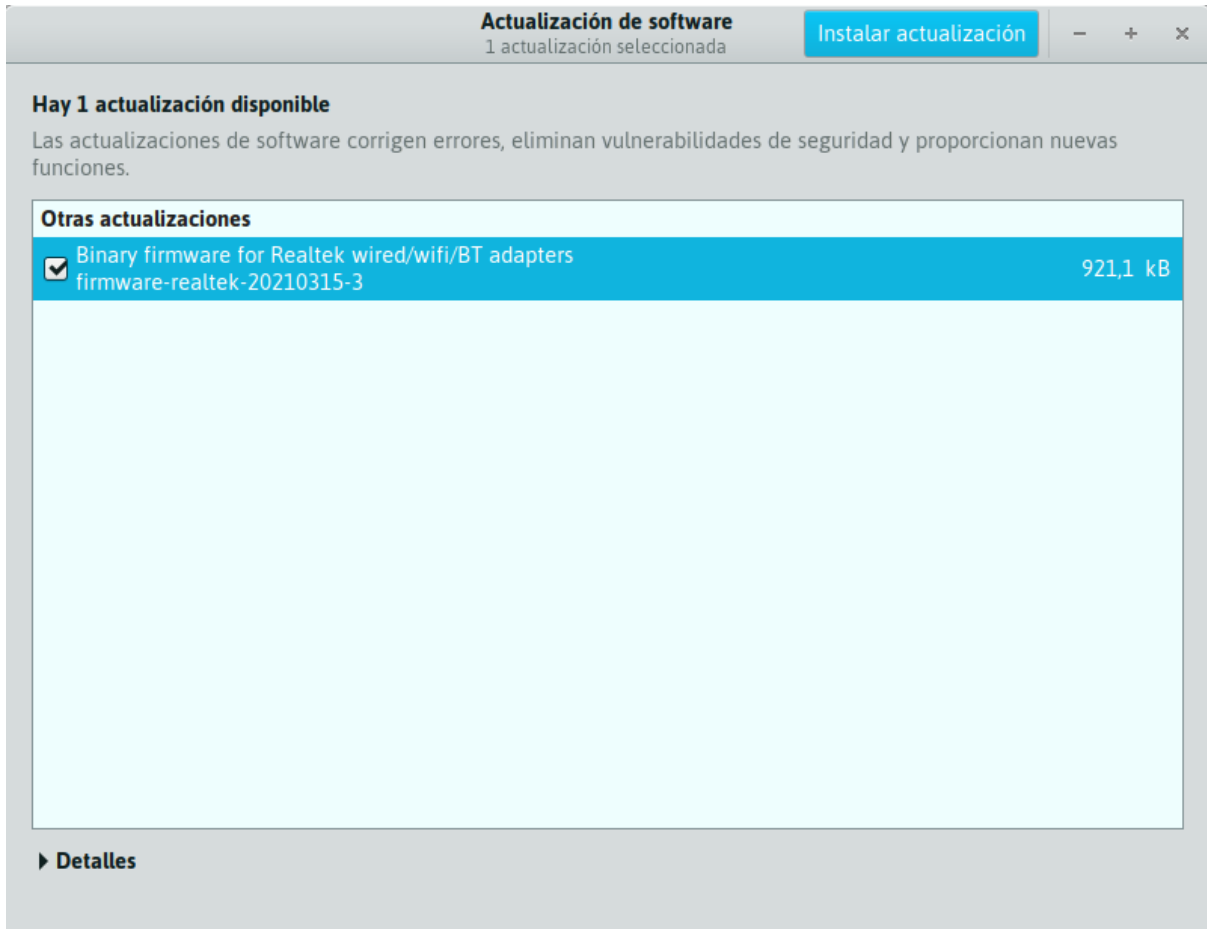 Actualización de software
1 actualización seleccionada
Instalar actualización
Hay 1 actualización disponible
Las actualizaciones de software corrigen errores, eliminan vulnerabilidades de seguridad y proporcionan nuevas
funciones.
Otras actualizaciones
Binary firmware for Realtek wired/wifi/BT adapters
firmware-realtek-20210315-3
921,1 kB
Detalles